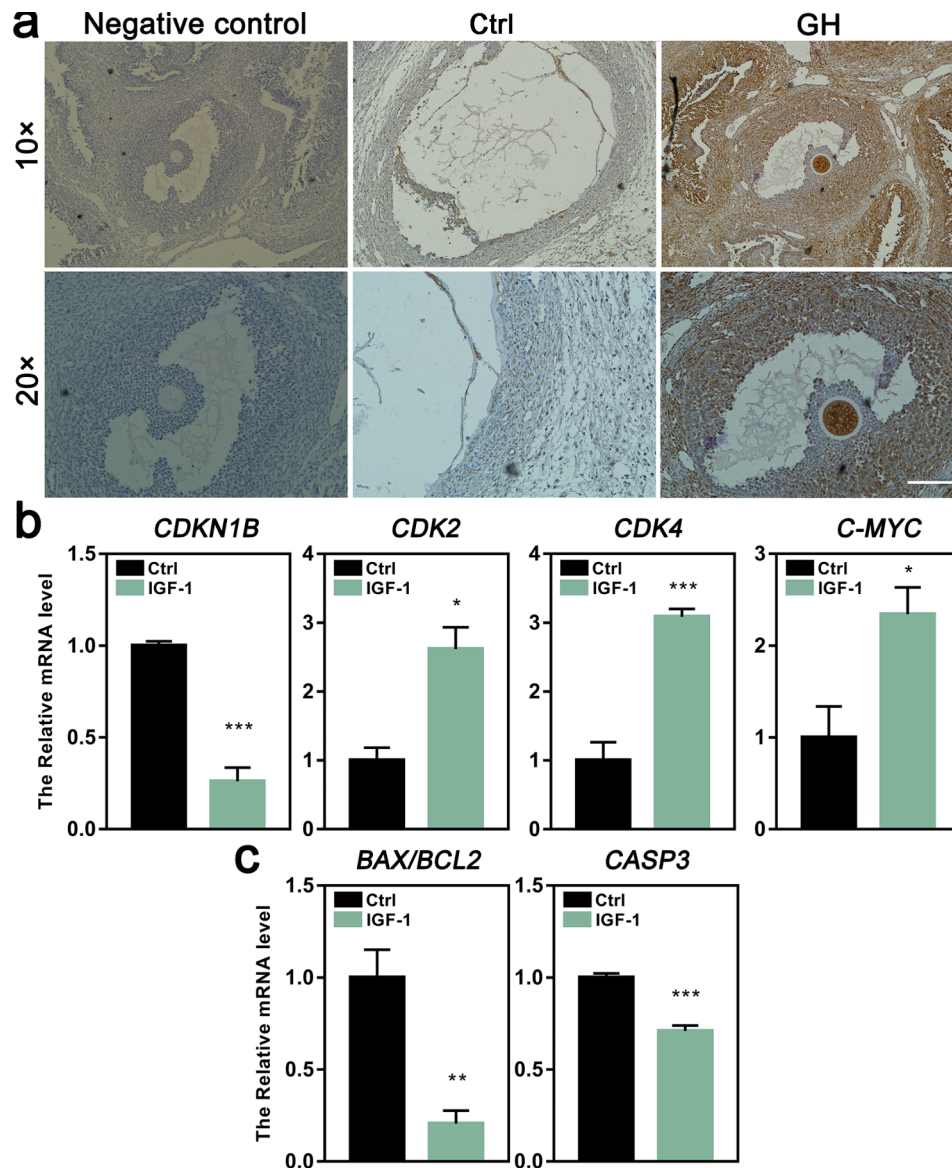 a
Negative control
Ctrl
GH
10×
20×
b
CDKN1B
CDK2
CDK4
C-MYC
The Relative mRNA level
1.5
1.0
0.5
0.0
Ctrl
IGF-1
***
4
3
2
1
0
Ctrl
IGF-1
*
4
3
2
1
0
Ctrl
IGF-1
***
3
2
1
0
Ctrl
IGF-1
*
c
BAX/BCL2
CASP3
The Relative mRNA level
1.5
1.0
0.5
0.0
Ctrl
IGF-1
**
1.5
1.0
0.5
0.0
Ctrl
IGF-1
***